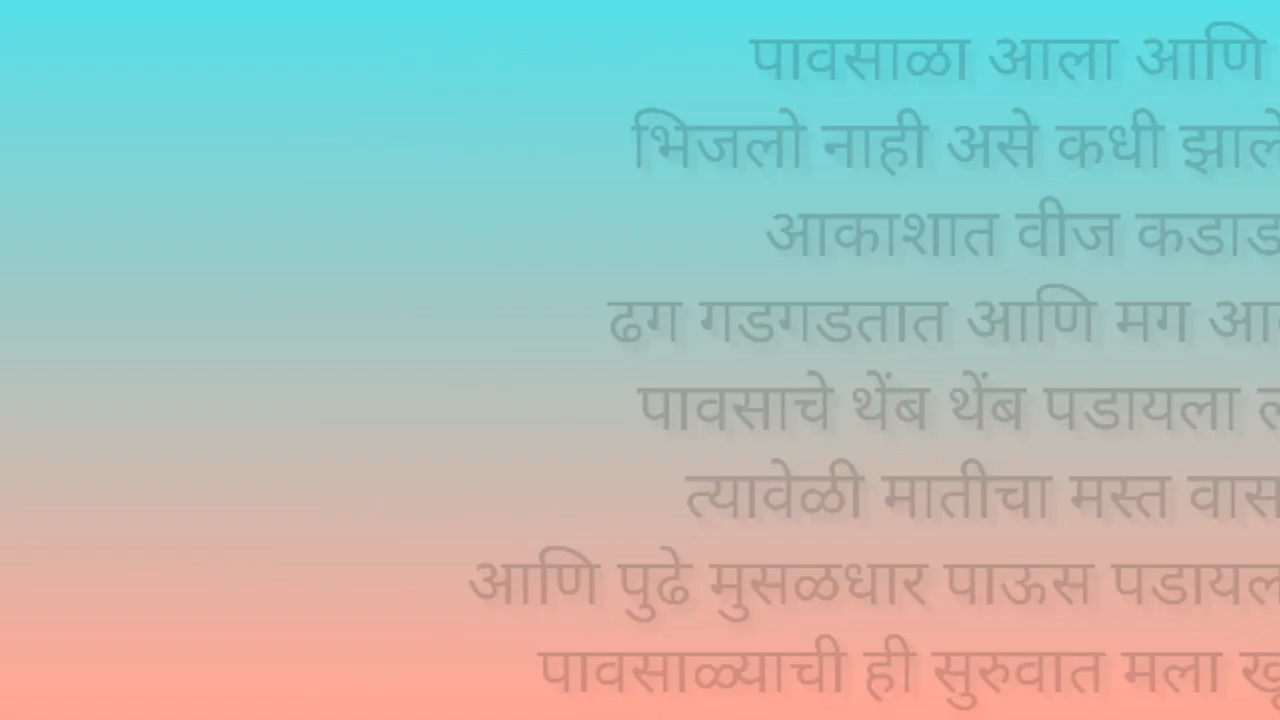 पावसाळा आला आणि
भिजलो नाही असे कधी
आकाशात वीज
ढग गडगडतात आणि मग
पावसाचे थेंब थेंब पडायला
त्यावेळी मातीचा मस्त
आणि पुढे मुसळधार पाऊस
पावसाळ्याची ही सुरुवात मला